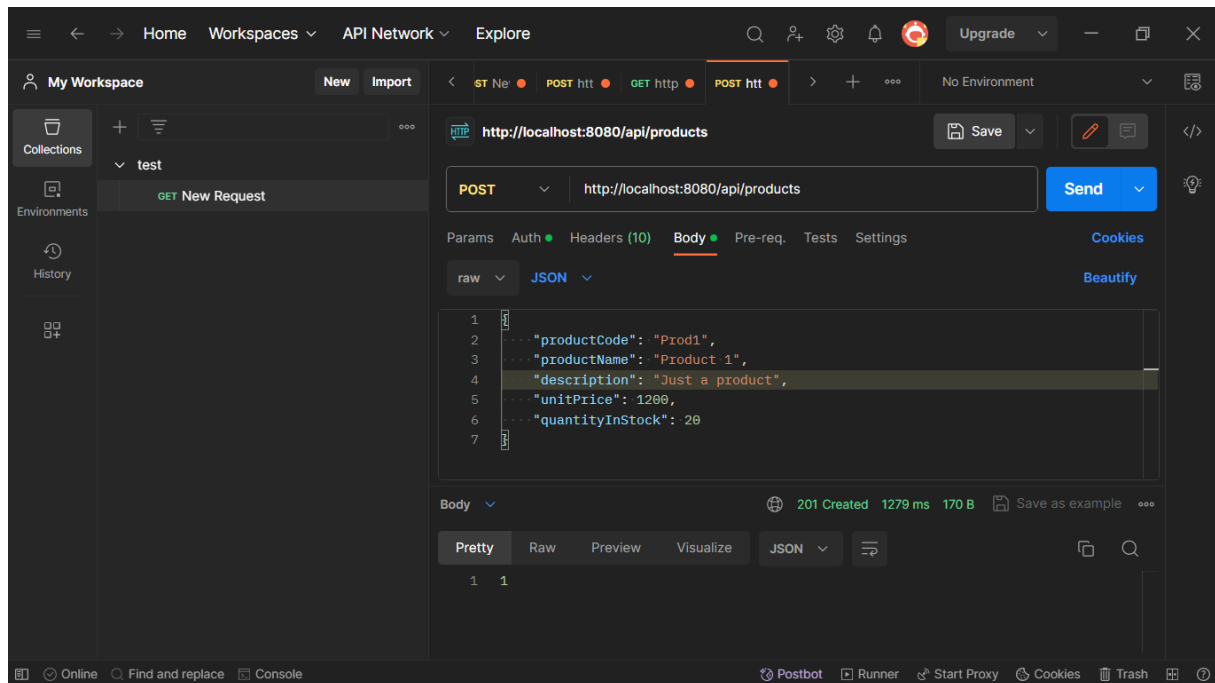 Home Workspaces API Network Explore Upgrade
My Workspace New Import
ST Ne POST htt GET http POST htt No Environment
Collections
Environments
History
test
GET New Request
HTTP http://localhost:8080/api/products Save
POST http://localhost:8080/api/products Send
Params Auth Headers (10) Body Pre-req. Tests Settings Cookies
raw JSON Beautify
1 {
2 "productCode": "Prod1",
3 "productName": "Product 1",
4 "description": "Just a product",
5 "unitPrice": 1200,
6 "quantityInStock": 20
7 }
Body 201 Created 1279 ms 170 B Save as example
Pretty Raw Preview Visualize JSON
1 1
Online Find and replace Console Postbot Runner Start Proxy Cookies Trash